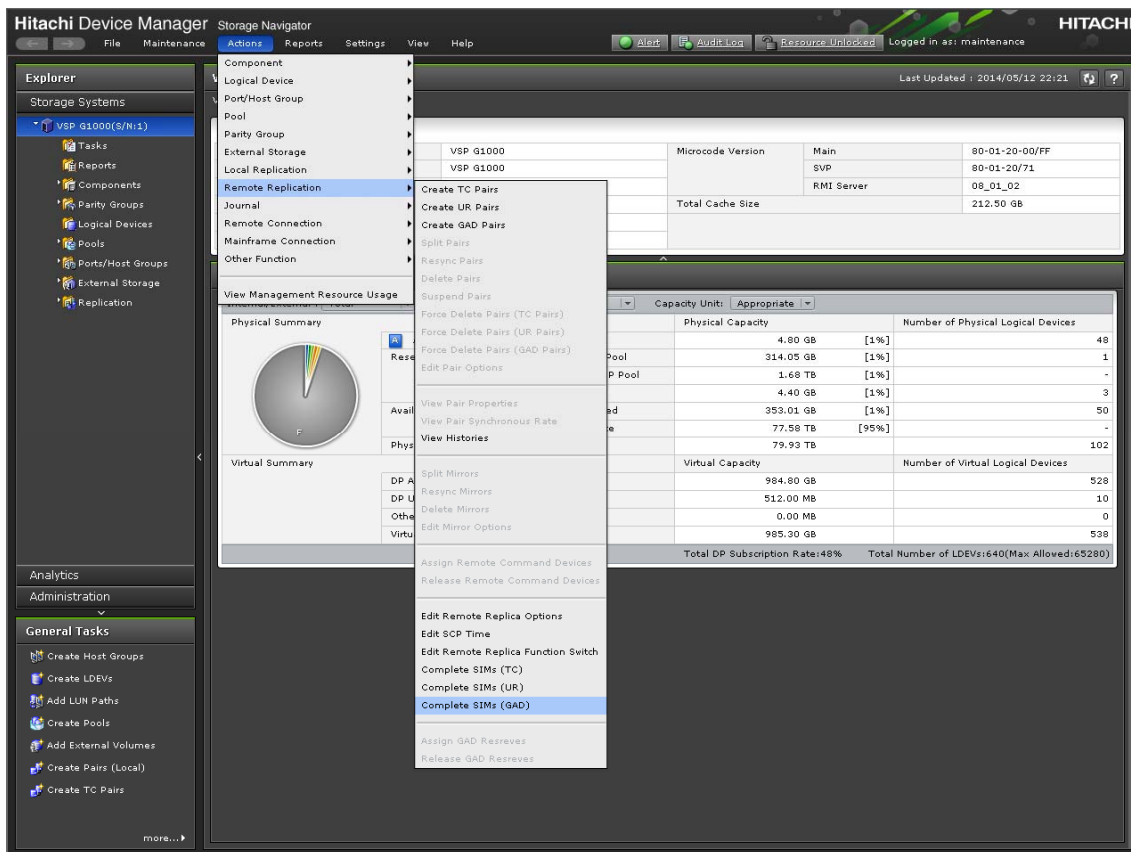 Hitachi Device Manager Storage Navigator
HITACHI
File Maintenance Actions Reports Settings View Help
Alert Audit Log Resource Unlocked Logged in as: maintenance
Explorer
Storage Systems
VSP G1000(S/N:1)
Tasks
Reports
Components
Parity Groups
Logical Devices
Pools
Ports/Host Groups
External Storage
Replication
Analytics
Administration
General Tasks
Create Host Groups
Create LDEVs
Add LUN Paths
Create Pools
Add External Volumes
Create Pairs (Local)
Create TC Pairs
more...
Component
Logical Device
Port/Host Group
Pool
Parity Group
External Storage
Local Replication
Remote Replication
Journal
Remote Connection
Mainframe Connection
Other Function
View Management Resource Usage
Create TC Pairs
Create UR Pairs
Create GAD Pairs
Split Pairs
Resync Pairs
Delete Pairs
Suspend Pairs
Force Delete Pairs (TC Pairs)
Force Delete Pairs (UR Pairs)
Force Delete Pairs (GAD Pairs)
Edit Pair Options
View Pair Properties
View Pair Synchronous Rate
View Histories
Split Mirrors
Resync Mirrors
Delete Mirrors
Edit Mirror Options
Assign Remote Command Devices
Release Remote Command Devices
Edit Remote Replica Options
Edit SCP Time
Edit Remote Replica Function Switch
Complete SIMs (TC)
Complete SIMs (UR)
Complete SIMs (GAD)
Assign GAD Resreves
Release GAD Resreves
Last Updated : 2014/05/12 22:21
VSP G1000 Microcode Version Main 80-01-20-00/FF
VSP G1000 SVP 80-01-20/71
RMI Server 08_01_02
Total Cache Size 212.50 GB
Capacity Unit: Appropriate
Physical Summary Physical Capacity Number of Physical Logical Devices
F
A 4.80 GB [1%] 48
Rese Pool 314.05 GB [1%] 1
P Pool 1.68 TB [1%] -
4.40 GB [1%] 3
Avail ed 353.01 GB [1%] 50
e 77.58 TB [95%] -
Phys 79.93 TB 102
Virtual Summary Virtual Capacity Number of Virtual Logical Devices
DP A 984.80 GB 528
DP U 512.00 MB 10
Othe 0.00 MB 0
Virtu 985.30 GB 538
Total DP Subscription Rate:48% Total Number of LDEVs:640(Max Allowed:65280)